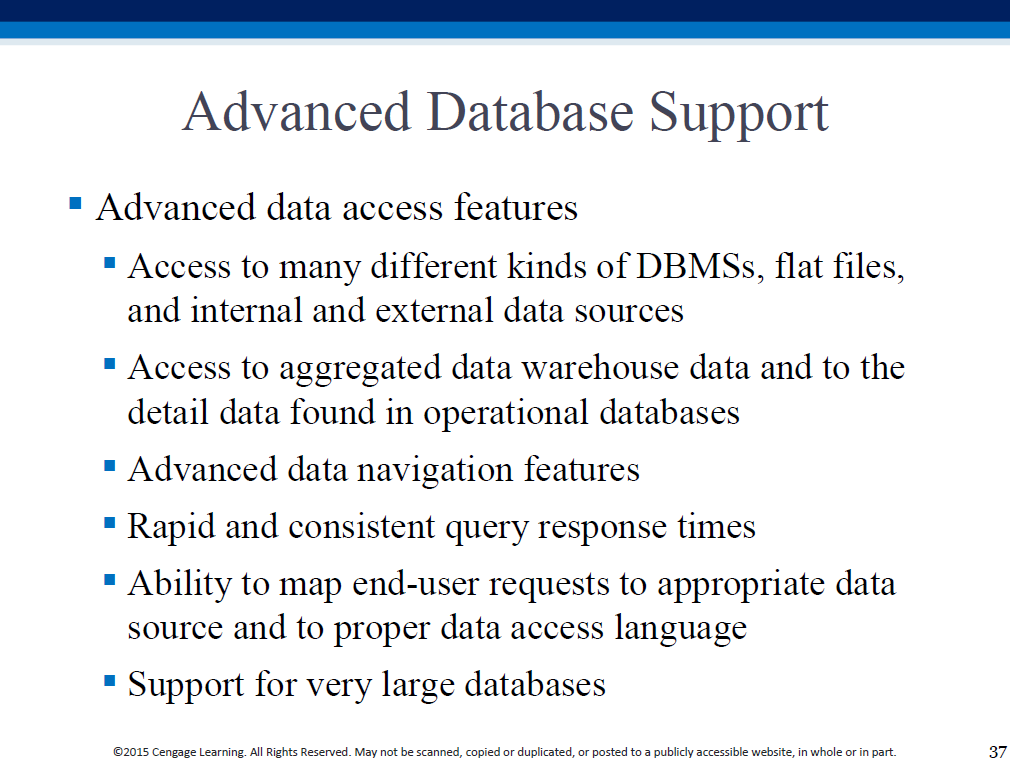 Advanced Database Support
▪ Advanced data access features
▪ Access to many different kinds of DBMSs, flat files,
and internal and external data sources
▪ Access to aggregated data warehouse data and to the
detail data found in operational databases
▪ Advanced data navigation features
▪ Rapid and consistent query response times
▪ Ability to map end-user requests to appropriate data
source and to proper data access language
▪ Support for very large databases
©2015 Cengage Learning. All Rights Reserved. May not be scanned, copied or duplicated, or posted to a publicly accessible website, in whole or in part.
37